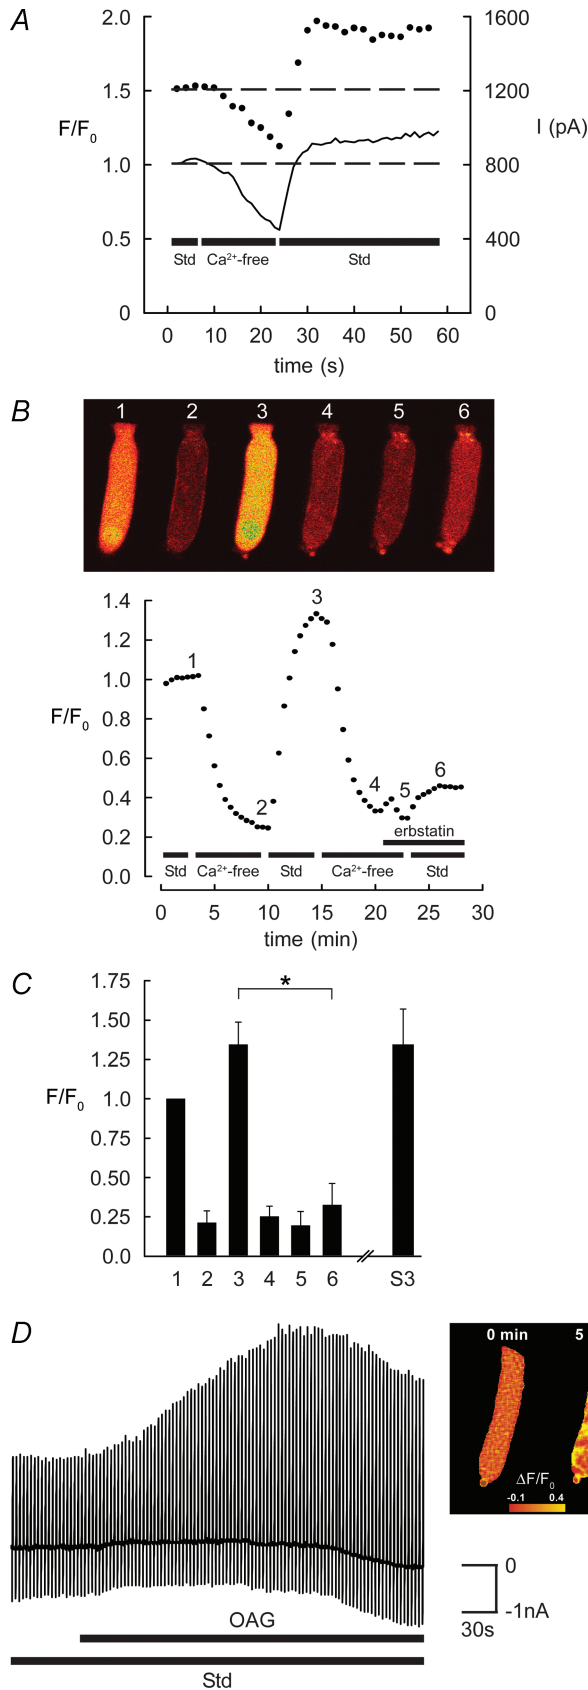 A
2.0
1.5
1.0
0.5
0
F/F0
1600
1200
800
400
0
I (pA)
Std
Ca2+-free
Std
0 10 20 30 40 50 60
time (s)
B
1 2 3 4 5 6
1.4
1.2
1.0
0.8
0.6
0.4
0.2
0.0
F/F0
1
2
3
4
5
6
erbstatin
Std Ca2+-free Std Ca2+-free Std
0 5 10 15 20 25 30
time (min)
C
1.75
1.50
1.25
1.0
0.75
0.50
0.25
0.0
F/F0
*
1 2 3 4 5 6 S3
D
0 min 5
ΔF/F0
-0.1 0.4
0
-1nA
30s
OAG
Std